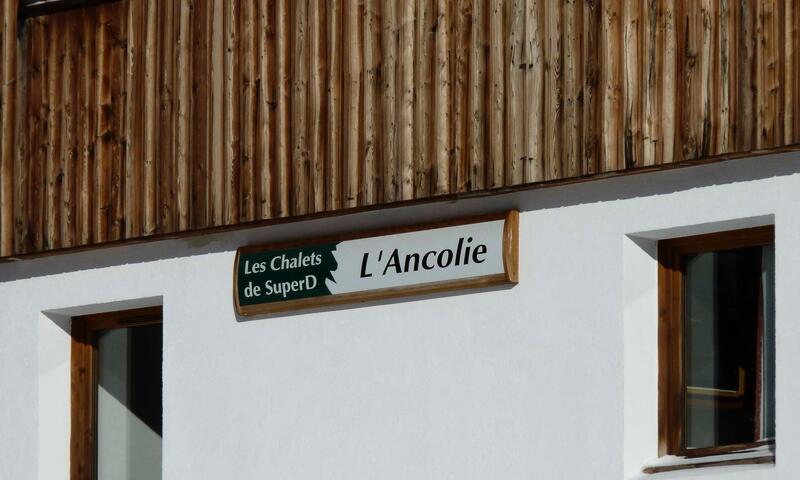 Les Chalets
de SuperD
L'Ancolie